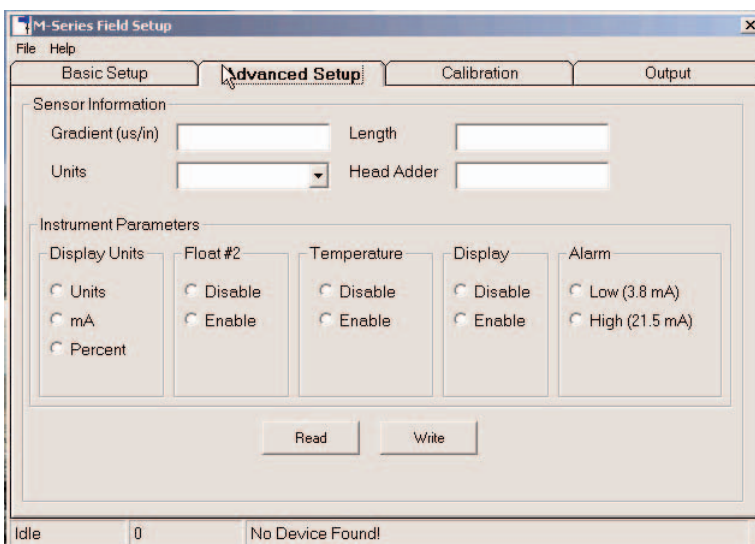 M-Series Field Setup
File Help
Basic Setup Advanced Setup Calibration Output
Sensor Information
Gradient (us/in) Length
Units Head Adder
Instrument Parameters
Display Units Float #2 Temperature Display Alarm
Units Disable Disable Disable Low (3.8 mA)
mA Enable Enable Enable High (21.5 mA)
Percent
Read Write
Idle 0 No Device Found!